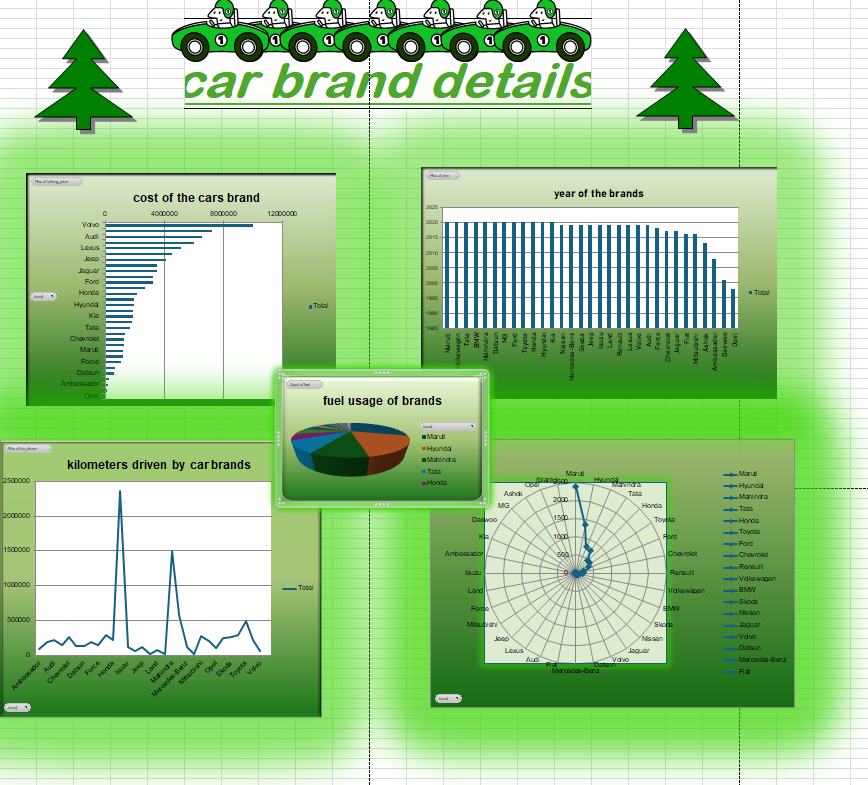 1 1 1 1 1 1
car brand details
Max of selling_price
cost of the cars brand
0 4000000 8000000 12000000
Volvo
Audi
Lexus
Jeep
Jaguar
Ford
Honda
Hyundai
Kia
Tata
Chevrolet
Maruti
Force
Datsun
Ambassador
Opel
brand
Total
Max of year
year of the brands
2025
2020
2015
2010
2005
2000
1995
1990
1985
Maruti Volkswagen Tata BMW Mahindra Datsun MG Ford Toyota Honda Hyundai Kia Nissan Mercedes-Benz Skoda Jeep Isuzu Land Renault Lexus Volvo Audi Force Chevrolet Jaguar Fiat Mitsubishi Ashok Ambassador Daewoo Opel
Total
Count of fuel
fuel usage of brands
brand
Maruti
Hyundai
Mahindra
Tata
Honda
Max of km_driven
kilometers driven by car brands
2500000
2000000
1500000
1000000
500000
0
Ambassador Audi Chevrolet Datsun Force Honda Isuzu Jeep Land Mahindra Mercedes-Benz Mitsubishi Opel Skoda Toyota Volvo
Total
brand
Maruti
Hyundai
Mahindra
Tata
Honda
Toyota
Ford
Chevrolet
Renault
Volkswagen
BMW
Skoda
Nissan
Jaguar
Volvo
Datsun
Mercedes-Benz
Fiat
Audi
Lexus
Jeep
Mitsubishi
Force
Land
Isuzu
Ambassador
Kia
Daewoo
MG
Ashok
Opel
(blank)
2500
2000
1500
1000
500
0
Maruti
Hyundai
Mahindra
Tata
Honda
Toyota
Ford
Chevrolet
Renault
Volkswagen
BMW
Skoda
Nissan
Jaguar
Volvo
Datsun
Mercedes-Benz
Fiat
brand